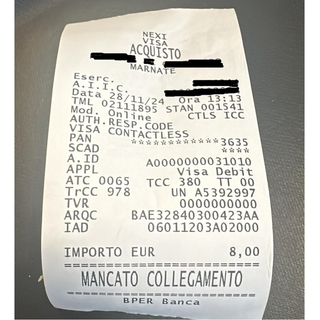 NEXI
VISA
ACQUISTO
MARNATE
Eserc.
A.I.I.C.
Data 28/11/24 Ora 13:13
TML 02111895 STAN 001541
Mod. Online CTLS ICC
AUTH.RESP.CODE
VISA CONTACTLESS
PAN ************3635
SCAD ****
A.ID A0000000031010
APPL Visa Debit
ATC 0065 TCC 380 TT 00
TrCC 978 UN A5392997
TVR 0000000000
ARQC BAE32840300423AA
IAD 06011203A02000
IMPORTO EUR 8,00
MANCATO COLLEGAMENTO
BPER Banca